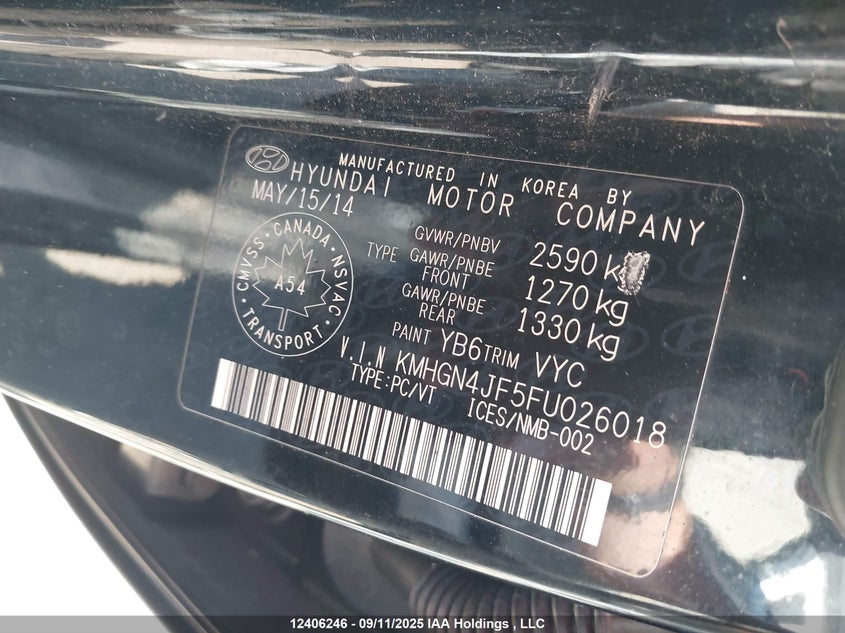 MANUFACTURED IN KOREA BY
HYUNDAI MOTOR COMPANY
MAY/15/14
GVWR/PNBV 2590 k
TYPE GAWR/PNBE FRONT 1270 kg
GAWR/PNBE REAR 1330 kg
CMVSS · CANADA · NSVAC · TRANSPORT ·
A54
PAINT YB6 TRIM VYC
V.I.N KMHGN4JF5FU026018
TYPE:PC/VT ICES/NMB-002
12406246 - 09/11/2025 IAA Holdings , LLC